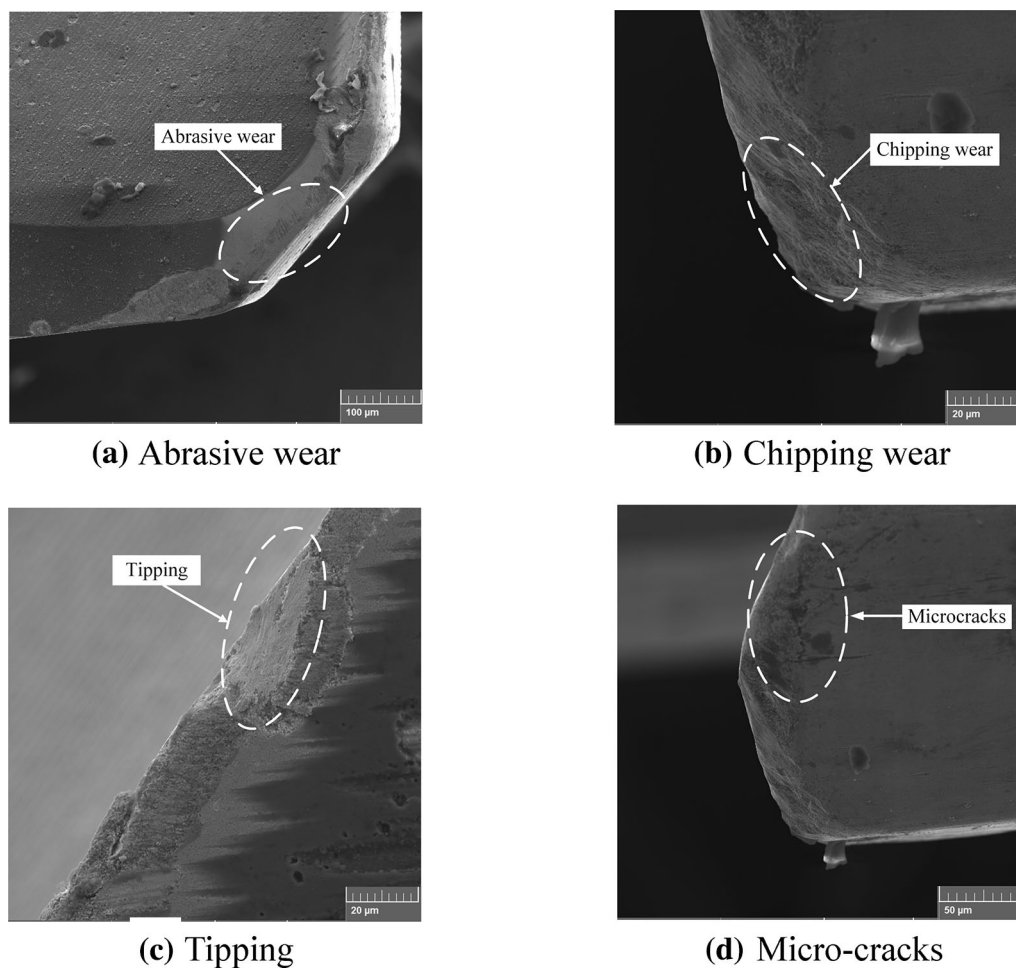 Abrasive wear
100 µm
(a) Abrasive wear
Chipping wear
20 µm
(b) Chipping wear
Tipping
20 µm
(c) Tipping
Microcracks
50 µm
(d) Micro-cracks